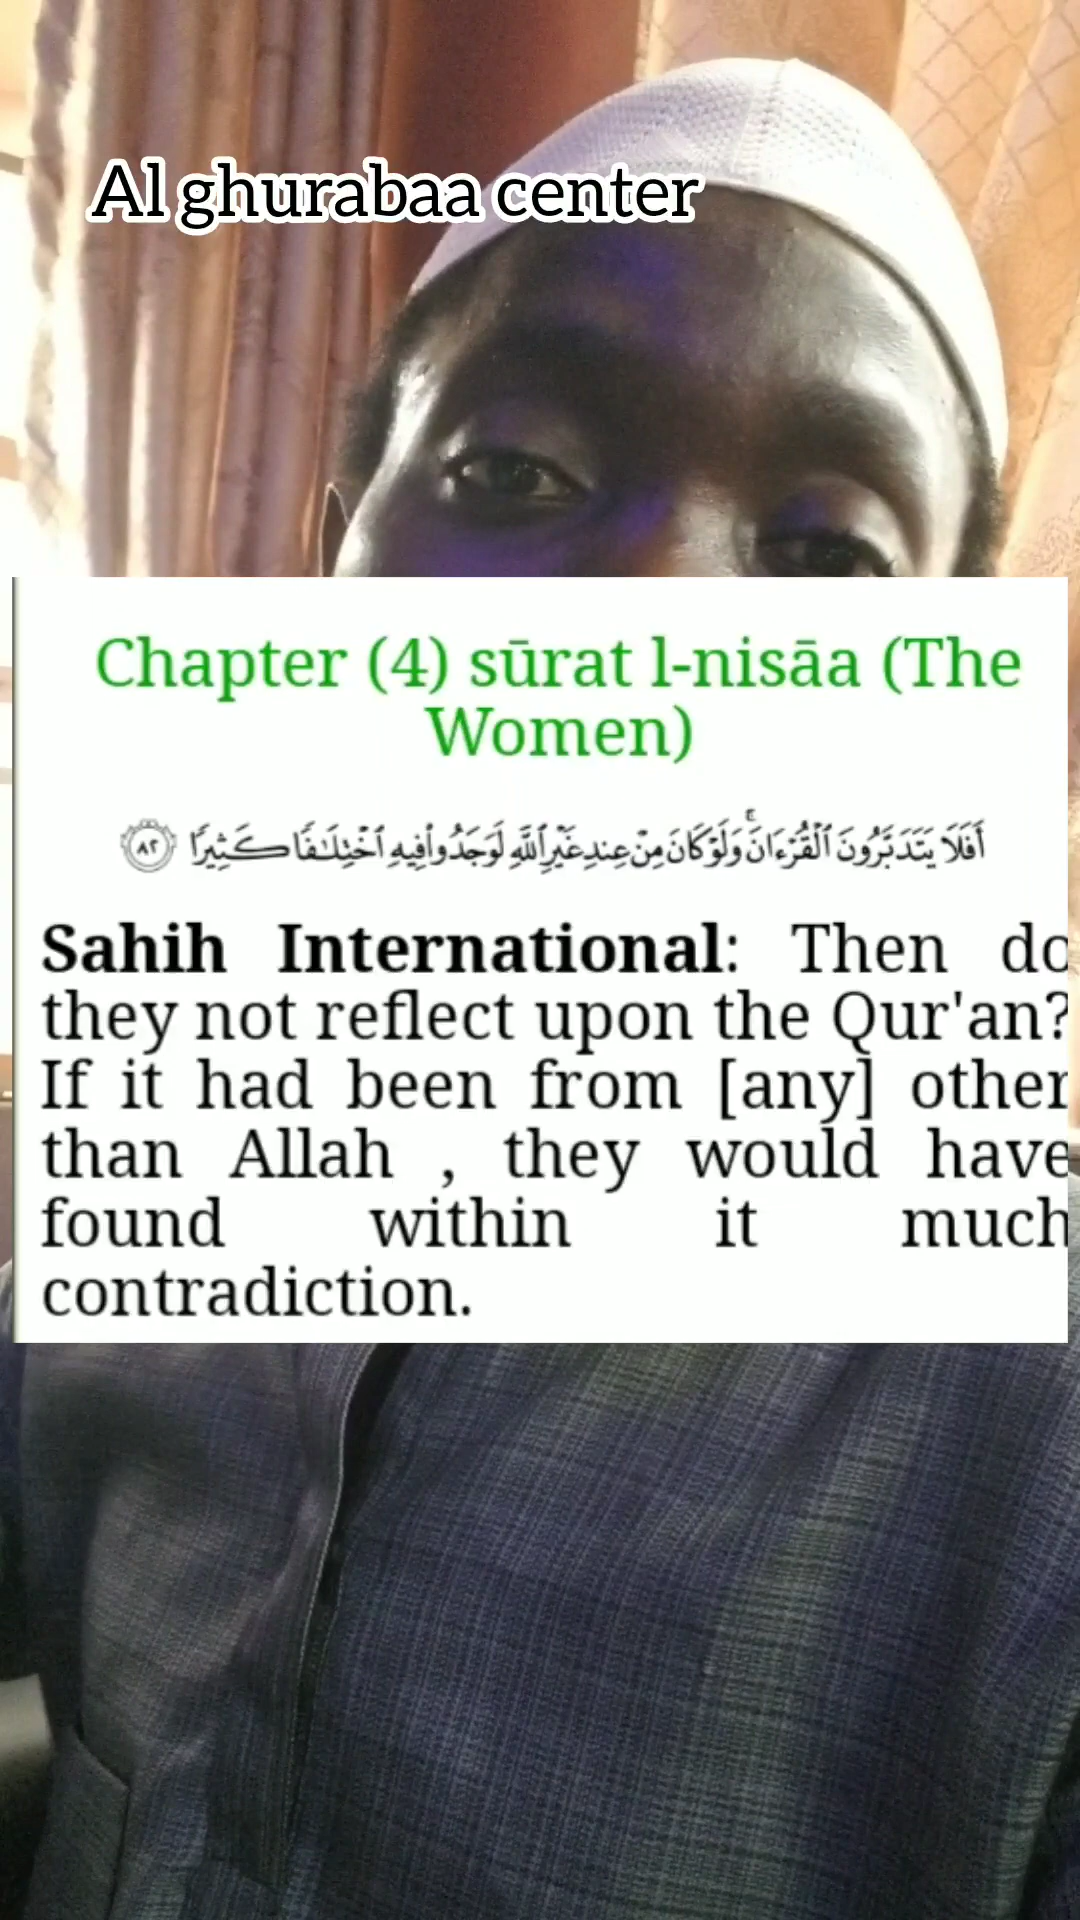 Al ghurabaa center
Chapter (4) sūrat l-nisāa (The
Women)
أَفَلَا يَتَدَبَّرُونَ ٱلْقُرْءَانَ ۚ وَلَوْ كَانَ مِنْ عِندِ غَيْرِ ٱللَّهِ لَوَجَدُوا۟ فِيهِ ٱخْتِلَـٰفًا كَثِيرًا ٨٢
Sahih International: Then do
they not reflect upon the Qur'an?
If it had been from [any] other
than Allah , they would have
found within it much
contradiction.